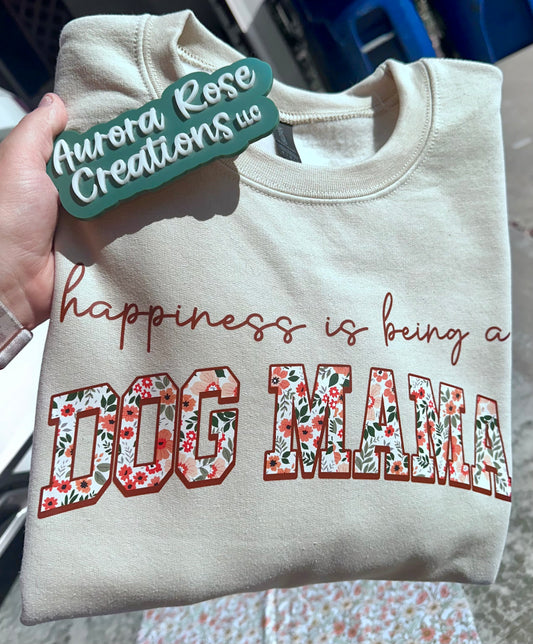 Aurora Rose
Creations LLC
happiness is being a
DOG MAMA